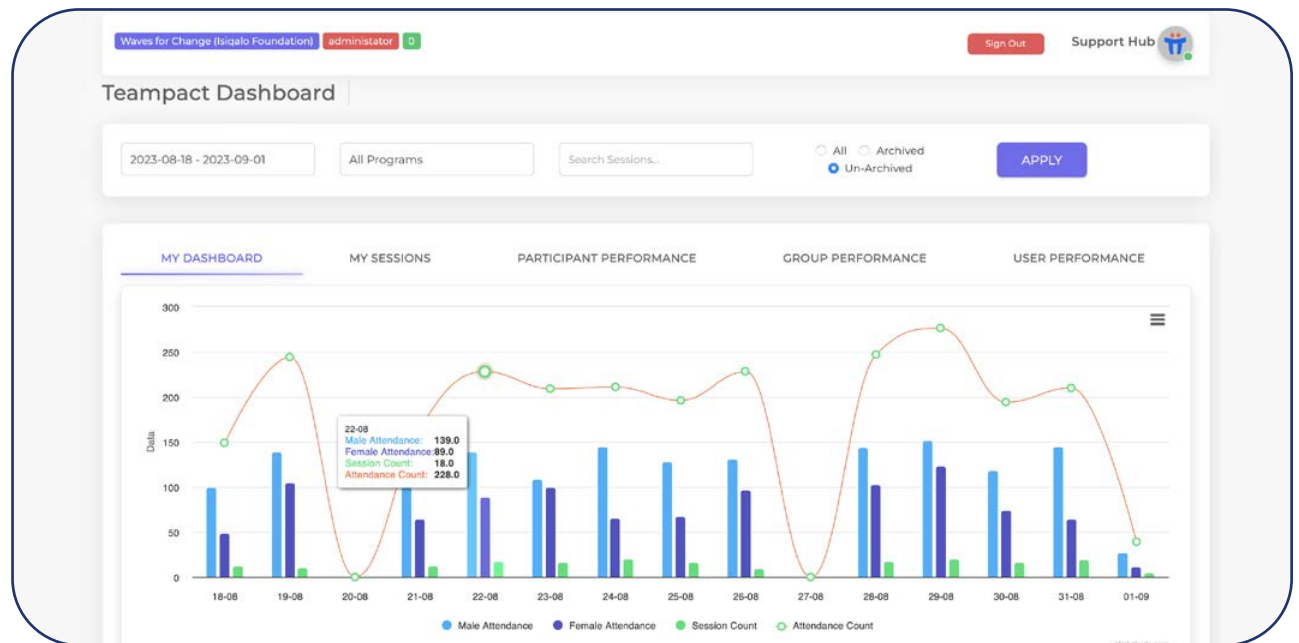 Waves for Change (Isiqalo Foundation) administator 0 Sign Out Support Hub
Teampact Dashboard
2023-08-18 - 2023-09-01 All Programs Search Sessions... All Archived
Un-Archived
APPLY
MY DASHBOARD MY SESSIONS PARTICIPANT PERFORMANCE GROUP PERFORMANCE USER PERFORMANCE
300
250
200
150
100
50
0
Data
22-08
Male Attendance: 139.0
Female Attendance: 89.0
Session Count: 18.0
Attendance Count: 228.0
18-08 19-08 20-08 21-08 22-08 23-08 24-08 25-08 26-08 27-08 28-08 29-08 30-08 31-08 01-09
Male Attendance Female Attendance Session Count Attendance Count